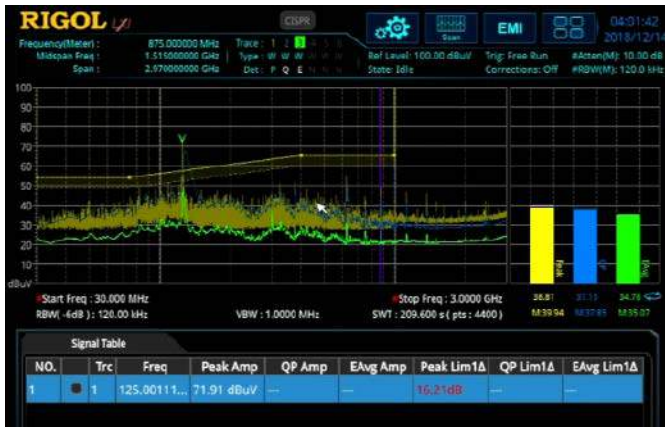 RIGOL
CISPR
Scan
EMI
04:01:42
2018/12/14
Frequency(Meter) : 875.000000 MHz
Midspan Freq : 1.515000000 GHz
Span : 2.970000000 GHz
Trace : 1 2 3 4 5 6
Type : W W W W W W
Det : P Q E
Ref Level: 100.00 dBuV
State: Idle
Trig: Free Run
Corrections: Off
#Atten(M): 10.00 dB
#RBW(M): 120.0 kHz
100
90
80
70
60
50
40
30
20
10
dBuV
Peak
QP
EAvg
Start Freq : 30.000 MHz
Stop Freq : 3.0000 GHz
RBW( -6dB ): 120.00 kHz
VBW : 1.0000 MHz
SWT : 209.600 s ( pts : 4400 )
34.76
M:39.94
M:37.85
M:35.07
Signal Table
NO. Trc Freq Peak Amp QP Amp EAvg Amp Peak Lim1Δ QP Lim1Δ EAvg Lim1Δ
1 1 125.00111... 71.91 dBuV --- --- 16.21dB --- ---